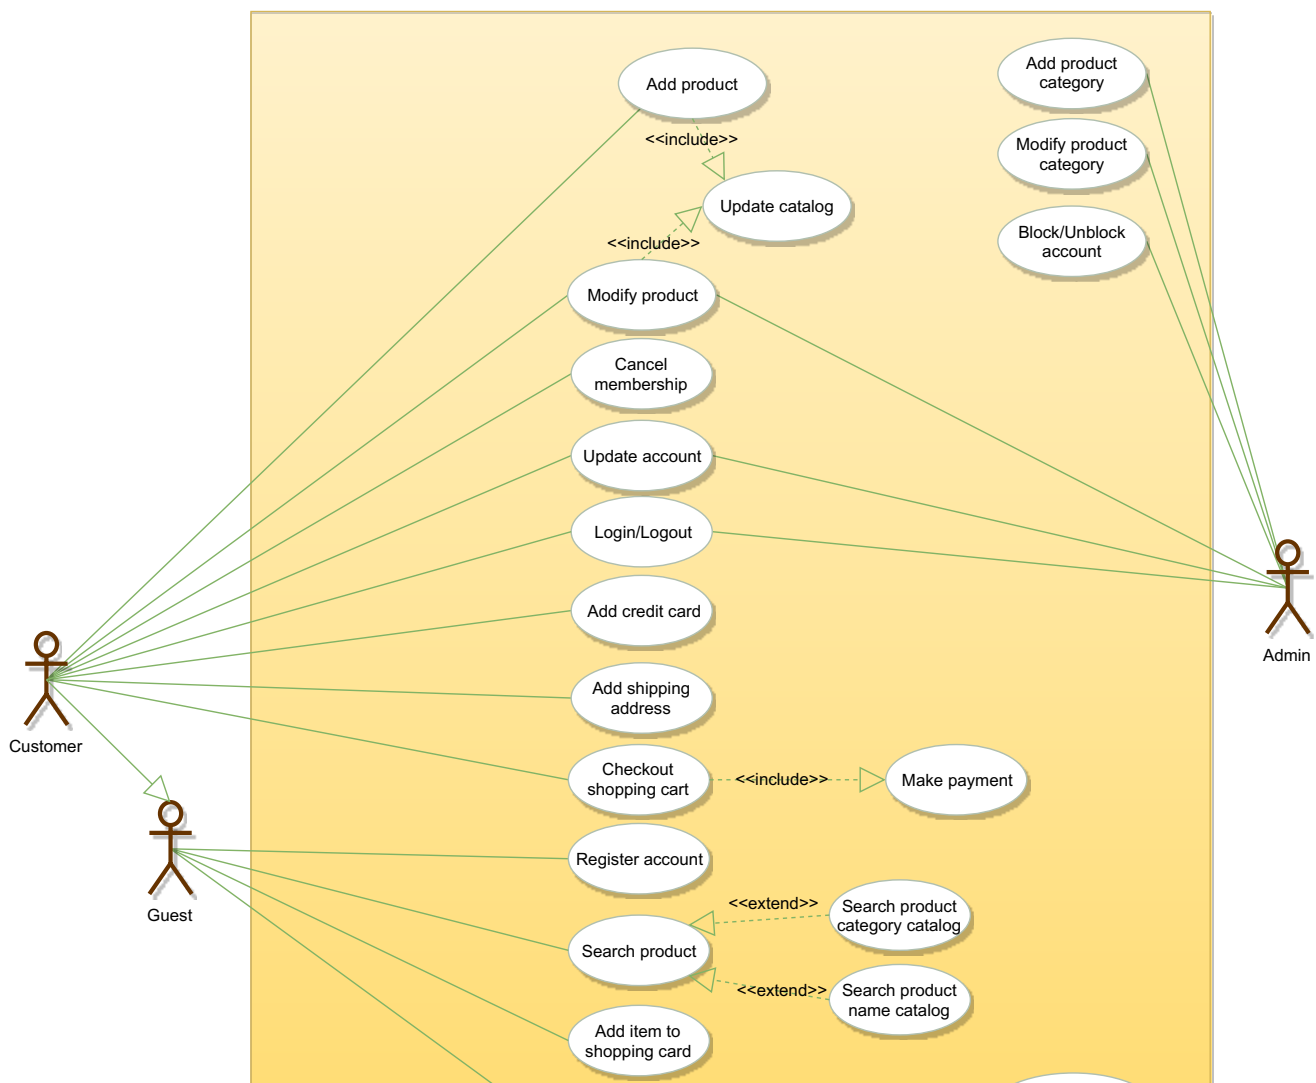 Add product
Add product
category
<<include>>
Modify product
category
Update catalog
Block/Unblock
account
<<include>>
Modify product
Cancel
membership
Update account
Login/Logout
Add credit card
Admin
Add shipping
address
Customer
Checkout
shopping cart
<<include>>
Make payment
Register account
Guest
<<extend>>
Search product
category catalog
Search product
<<extend>>
Search product
name catalog
Add item to
shopping card